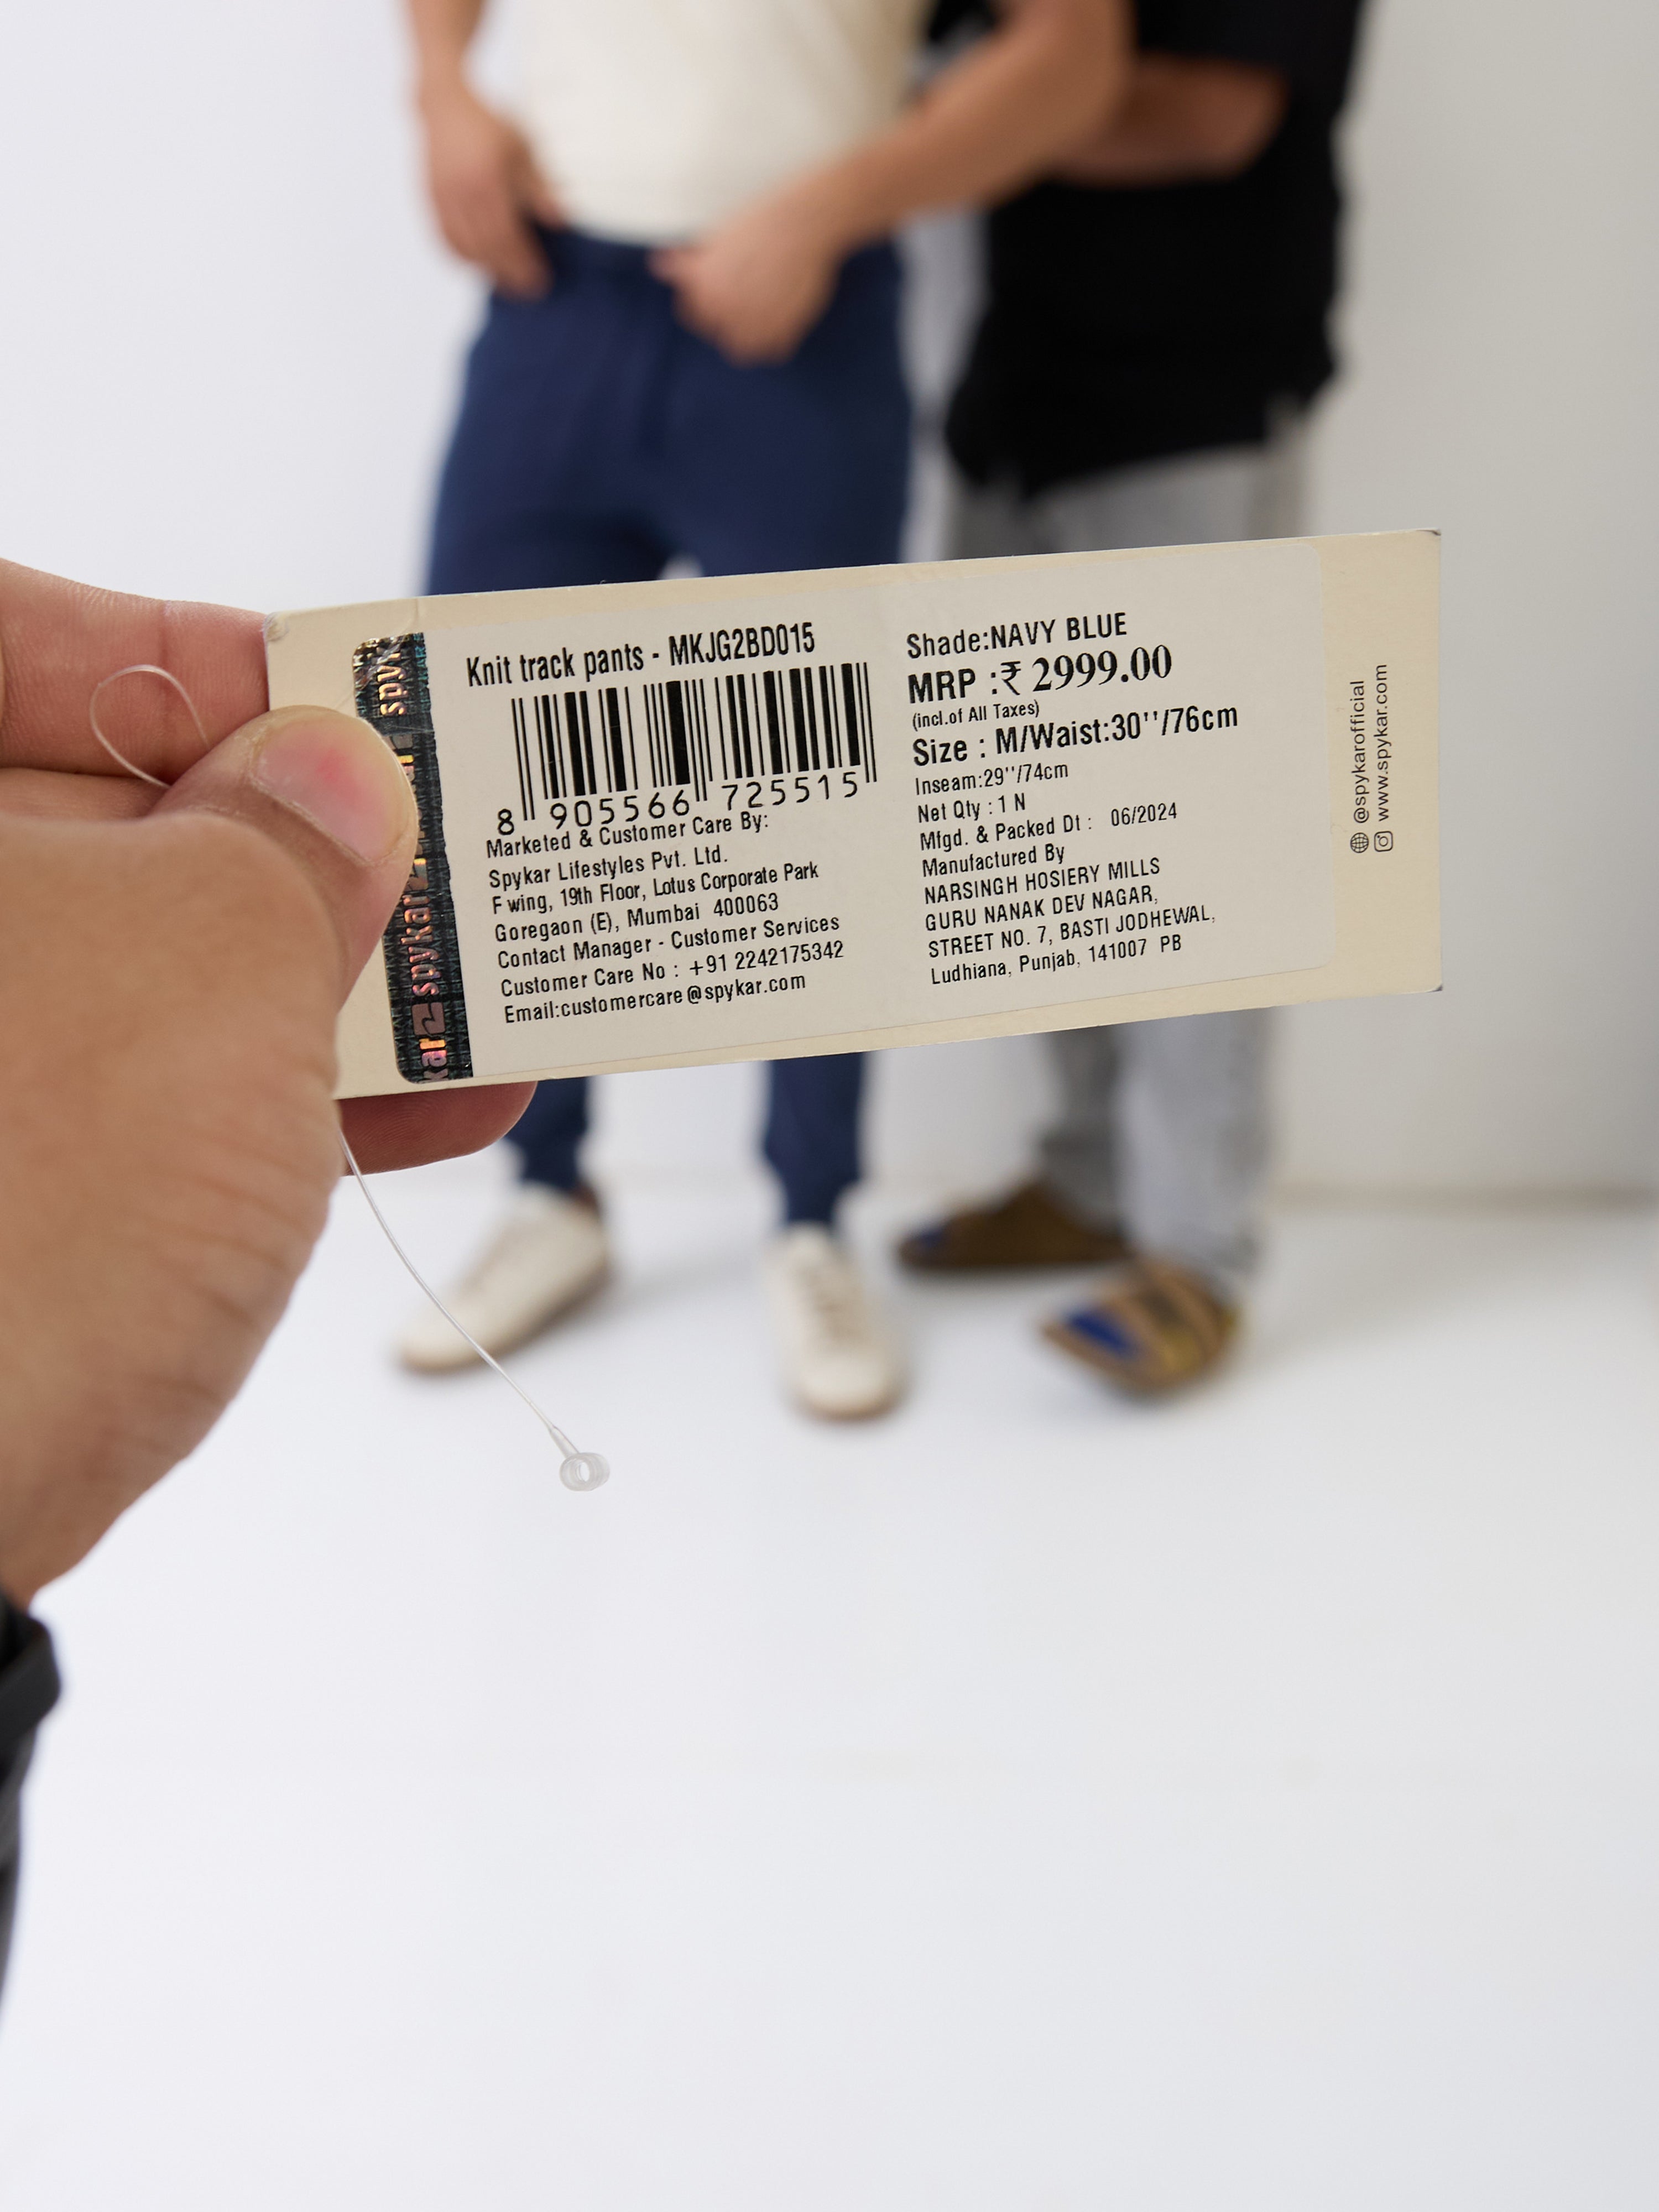 spyk
spykar
kar
Knit track pants - MKJG2BD015
8 905566 725515
Marketed & Customer Care By:
Spykar Lifestyles Pvt. Ltd.
F wing, 19th Floor, Lotus Corporate Park
Goregaon (E), Mumbai 400063
Contact Manager - Customer Services
Customer Care No : +91 2242175342
Email:customercare@spykar.com
Shade:NAVY BLUE
MRP :₹ 2999.00
(incl.of All Taxes)
Size : M/Waist:30''/76cm
Inseam:29''/74cm
Net Qty : 1 N
Mfgd. & Packed Dt : 06/2024
Manufactured By
NARSINGH HOSIERY MILLS
GURU NANAK DEV NAGAR,
STREET NO. 7, BASTI JODHEWAL,
Ludhiana, Punjab, 141007 PB
@spykarofficial
www.spykar.com